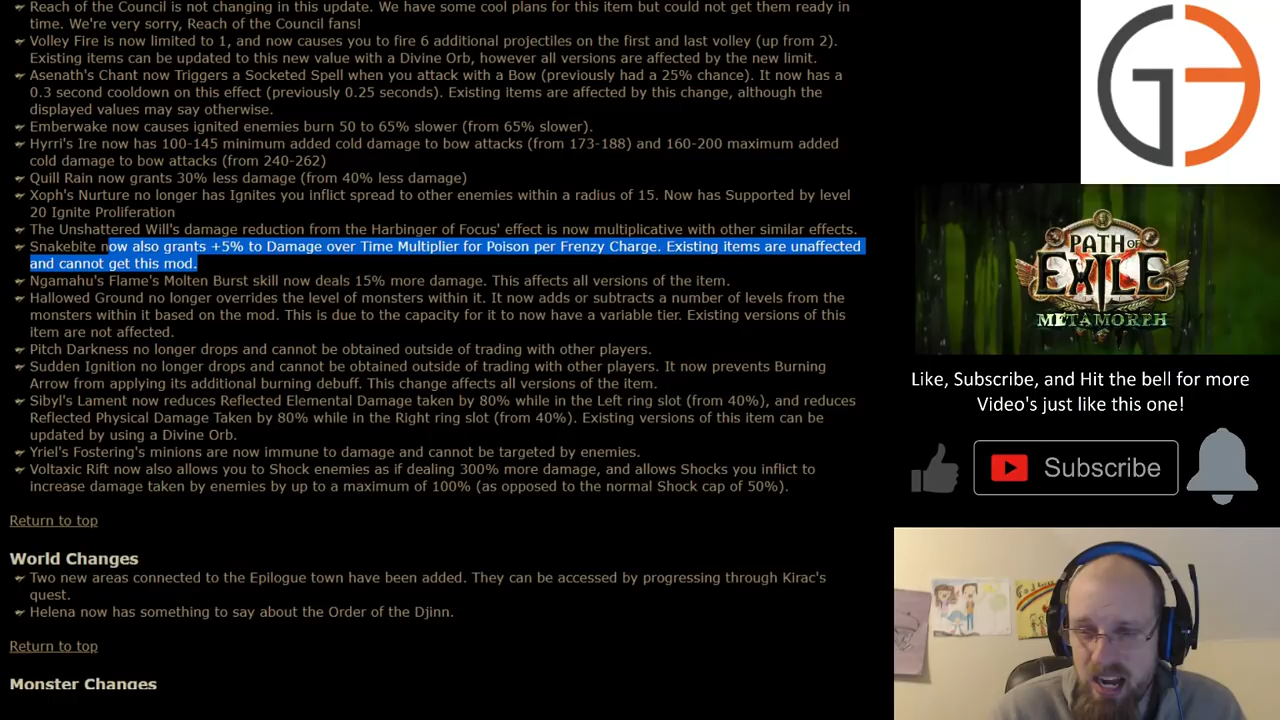 Reach of the Council is not changing in this update. We have some cool plans for this item but could not get them ready in
time. We're very sorry, Reach of the Council fans!
Volley Fire is now limited to 1, and now causes you to fire 6 additional projectiles on the first and last volley (up from 2).
Existing items can be updated to this new value with a Divine Orb, however all versions are affected by the new limit.
Asenath's Chant now Triggers a Socketed Spell when you attack with a Bow (previously had a 25% chance). It now has a
0.3 second cooldown on this effect (previously 0.25 seconds). Existing items are affected by this change, although the
displayed values may say otherwise.
Emberwake now causes ignited enemies burn 50 to 65% slower (from 65% slower).
Hyrri's Ire now has 100-145 minimum added cold damage to bow attacks (from 173-188) and 160-200 maximum added
cold damage to bow attacks (from 240-262)
Quill Rain now grants 30% less damage (from 40% less damage)
Xoph's Nurture no longer has Ignites you inflict spread to other enemies within a radius of 15. Now has Supported by level
20 Ignite Proliferation
The Unshattered Will's damage reduction from the Harbinger of Focus' effect is now multiplicative with other similar effects.
Snakebite now also grants +5% to Damage over Time Multiplier for Poison per Frenzy Charge. Existing items are unaffected
and cannot get this mod.
Ngamahu's Flame's Molten Burst skill now deals 15% more damage. This affects all versions of the item.
Hallowed Ground no longer overrides the level of monsters within it. It now adds or subtracts a number of levels from the
monsters within it based on the mod. This is due to the capacity for it to now have a variable tier. Existing versions of this
item are not affected.
Pitch Darkness no longer drops and cannot be obtained outside of trading with other players.
Sudden Ignition no longer drops and cannot be obtained outside of trading with other players. It now prevents Burning
Arrow from applying its additional burning debuff. This change affects all versions of the item.
Sibyl's Lament now reduces Reflected Elemental Damage taken by 80% while in the Left ring slot (from 40%), and reduces
Reflected Physical Damage Taken by 80% while in the Right ring slot (from 40%). Existing versions of this item can be
updated by using a Divine Orb.
Yriel's Fostering's minions are now immune to damage and cannot be targeted by enemies.
Voltaxic Rift now also allows you to Shock enemies as if dealing 300% more damage, and allows Shocks you inflict to
increase damage taken by enemies by up to a maximum of 100% (as opposed to the normal Shock cap of 50%).
Return to top
World Changes
Two new areas connected to the Epilogue town have been added. They can be accessed by progressing through Kirac's
quest.
Helena now has something to say about the Order of the Djinn.
Return to top
Monster Changes
PATH OF
EXILE
METAMORPH
Like, Subscribe, and Hit the bell for more
Video's just like this one!
Subscribe